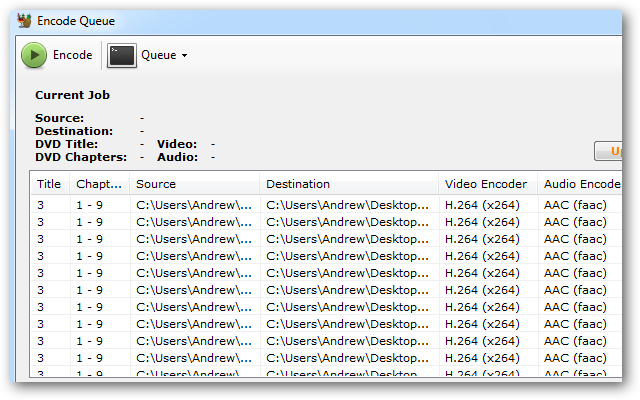 Encode Queue
Encode Queue
Current Job
Source: -
Destination: -
DVD Title: - Video: -
DVD Chapters: - Audio: -
Title Chapt... Source Destination Video Encoder Audio Encode
3 1 - 9 C:\Users\Andrew\... C:\Users\Andrew\Desktop... H.264 (x264) AAC (faac)
3 1 - 9 C:\Users\Andrew\... C:\Users\Andrew\Desktop... H.264 (x264) AAC (faac)
3 1 - 9 C:\Users\Andrew\... C:\Users\Andrew\Desktop... H.264 (x264) AAC (faac)
3 1 - 9 C:\Users\Andrew\... C:\Users\Andrew\Desktop... H.264 (x264) AAC (faac)
3 1 - 9 C:\Users\Andrew\... C:\Users\Andrew\Desktop... H.264 (x264) AAC (faac)
3 1 - 9 C:\Users\Andrew\... C:\Users\Andrew\Desktop... H.264 (x264) AAC (faac)
3 1 - 9 C:\Users\Andrew\... C:\Users\Andrew\Desktop... H.264 (x264) AAC (faac)
3 1 - 9 C:\Users\Andrew\... C:\Users\Andrew\Desktop... H.264 (x264) AAC (faac)
3 1 - 9 C:\Users\Andrew\... C:\Users\Andrew\Desktop... H.264 (x264) AAC (faac)
3 1 - 9 C:\Users\Andrew\... C:\Users\Andrew\Desktop... H.264 (x264) AAC (faac)
3 1 - 9 C:\Users\Andrew\... C:\Users\Andrew\Desktop... H.264 (x264) AAC (faac)